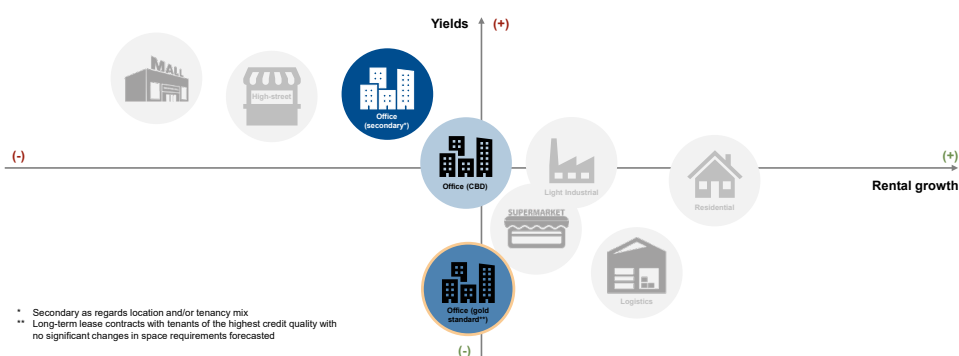 Yields (+)
MALL
High-street
Office
(secondary*)
(-)
(+)
Office (CBD)
Light Industrial
Residential
Rental growth
SUPERMARKET
Office (gold
standard**)
Logistics
* Secondary as regards location and/or tenancy mix
** Long-term lease contracts with tenants of the highest credit quality with
no significant changes in space requirements forecasted
(-)